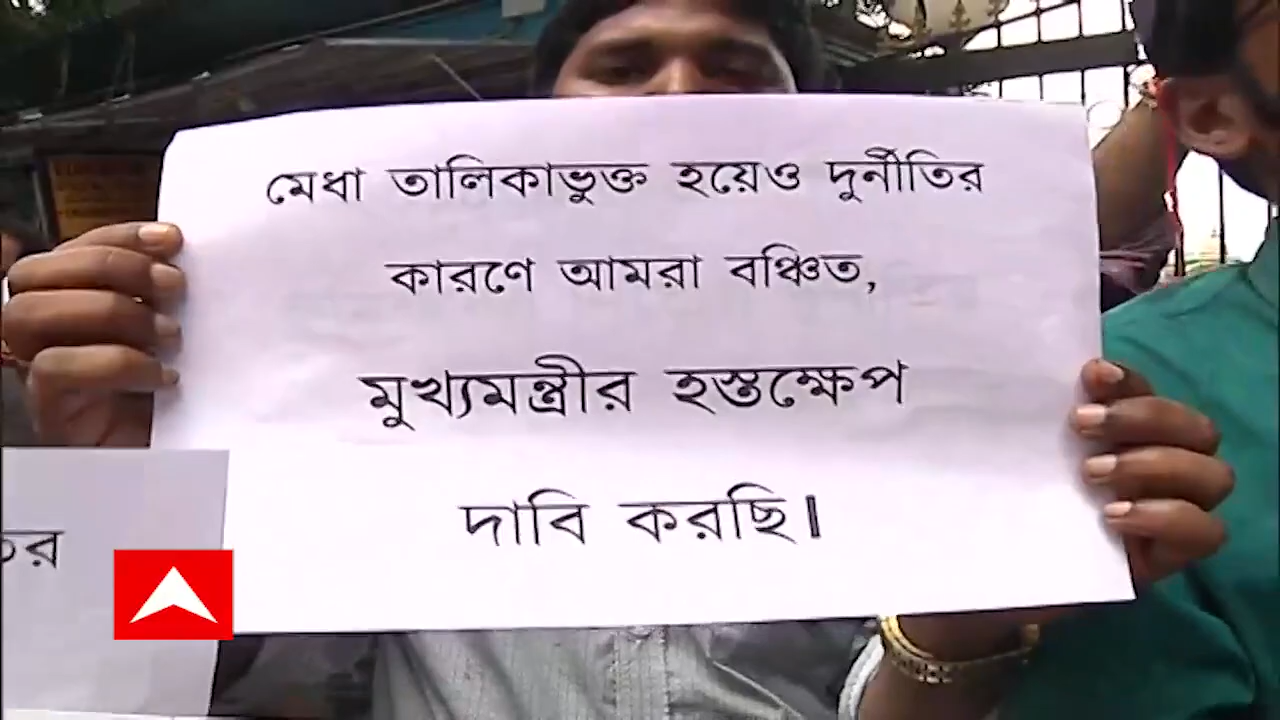 মেধা তালিকাভুক্ত হয়েও দুর্নীতির
কারণে আমরা বঞ্চিত,
মুখ্যমন্ত্রীর হস্তক্ষেপ
দাবি করছি।